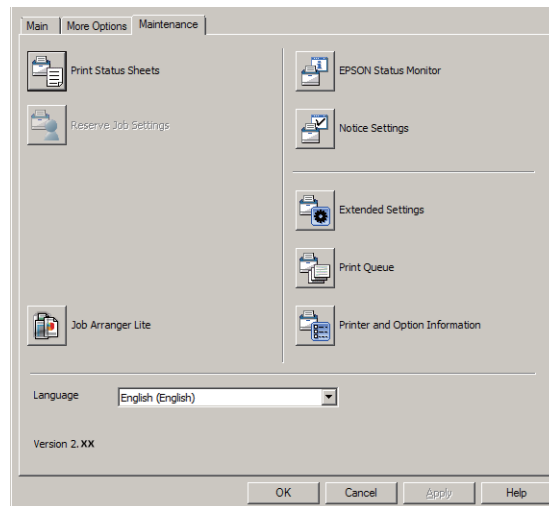 Main More Options Maintenance
Print Status Sheets
EPSON Status Monitor
Reserve Job Settings
Notice Settings
Extended Settings
Print Queue
Job Arranger Lite
Printer and Option Information
Language English (English)
Version 2.XX
OK Cancel Apply Help